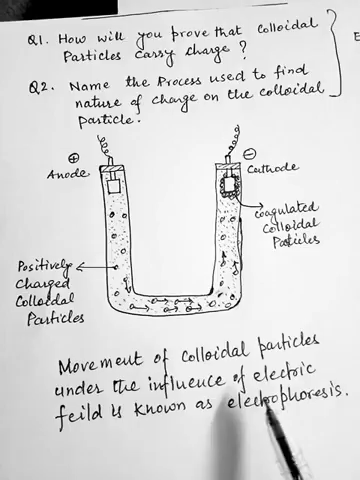 Q1. How will you prove that colloidal
Particles carry charge ?
Q2. Name the Process used to find
nature of charge on the colloidal
particle.
E
+
Anode
−
Cathode
Coagulated
Colloidal
Particles
Positively
Charged
Colloidal
Particles
Movement of colloidal particles
under the influence of electric
feild is known as electrophoresis.